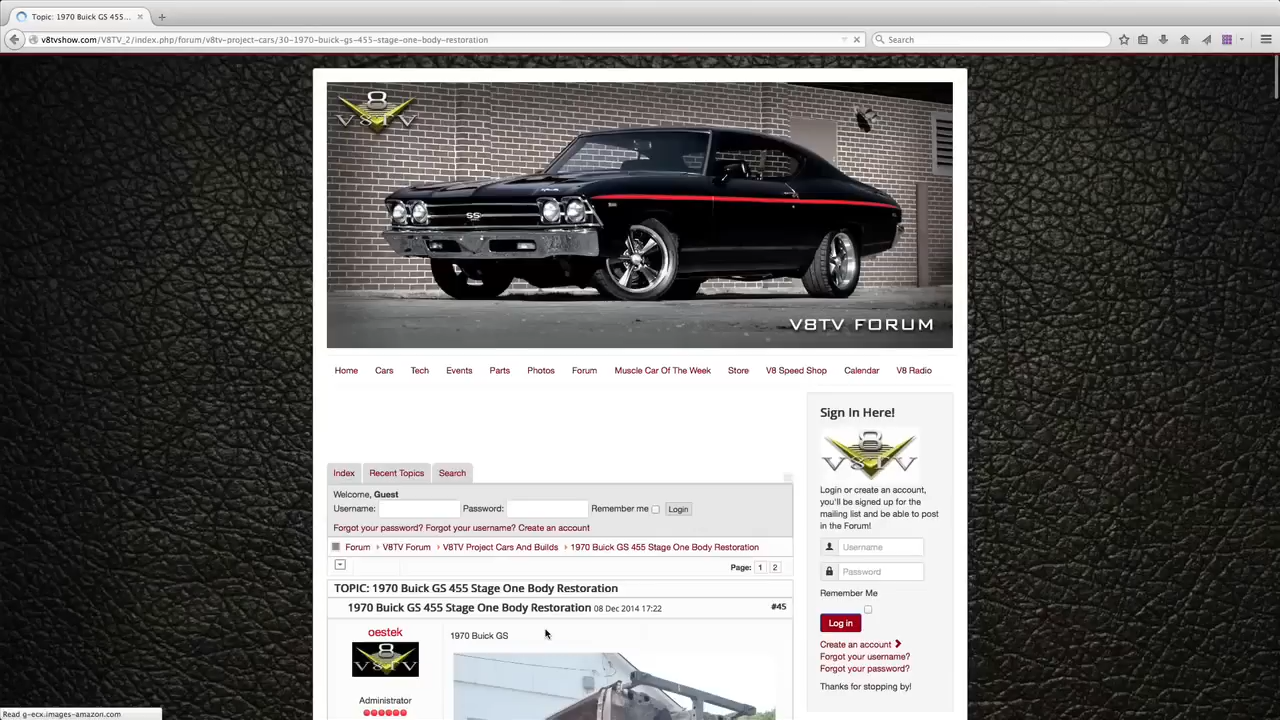 Topic: 1970 Buick GS 455...
v8tvshow.com/V8TV_2/index.php/forum/v8tv-project-cars/30-1970-buick-gs-455-stage-one-body-restoration
Search
8
V8TV
SS
V8TV FORUM
Home Cars Tech Events Parts Photos Forum Muscle Car Of The Week Store V8 Speed Shop Calendar V8 Radio
Index Recent Topics Search
Welcome, Guest
Username: Password: Remember me Login
Forgot your password? Forgot your username? Create an account
Forum V8TV Forum V8TV Project Cars And Builds 1970 Buick GS 455 Stage One Body Restoration
Page: 1 2
TOPIC: 1970 Buick GS 455 Stage One Body Restoration
1970 Buick GS 455 Stage One Body Restoration 08 Dec 2014 17:22 #45
oestek
8
V8TV
Administrator
1970 Buick GS
Sign In Here!
8
V8TV
Login or create an account,
you'll be signed up for the
mailing list and be able to post
in the Forum!
Username
Password
Remember Me
Log in
Create an account
Forgot your username?
Forgot your password?
Thanks for stopping by!
Read g-ecx.images-amazon.com